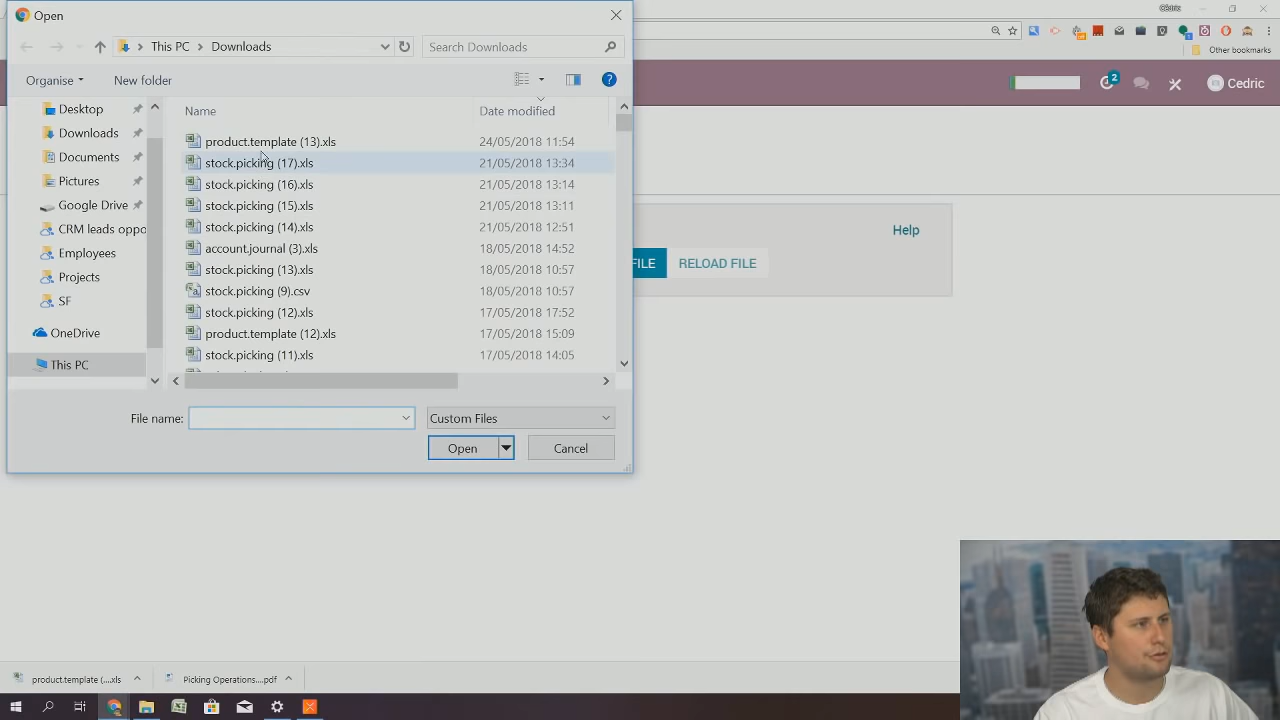 Open
Cédric
This PC > Downloads
Search Downloads
Other bookmarks
Organise
New folder
2
Cedric
Name
Date modified
Desktop
Downloads
Documents
Pictures
Google Drive
CRM leads oppo
Employees
Projects
SF
OneDrive
This PC
product.template (13).xls 24/05/2018 11:54
stock.picking (17).xls 21/05/2018 13:34
stock.picking (16).xls 21/05/2018 13:14
stock.picking (15).xls 21/05/2018 13:11
stock.picking (14).xls 21/05/2018 12:51
account.journal (3).xls 18/05/2018 14:52
stock.picking (13).xls 18/05/2018 10:57
stock.picking (9).csv 18/05/2018 10:57
stock.picking (12).xls 17/05/2018 17:52
product.template (12).xls 17/05/2018 15:09
stock.picking (11).xls 17/05/2018 14:05
Help
FILE
RELOAD FILE
File name:
Custom Files
Open
Cancel
product.template (....xls
Picking Operations....pdf